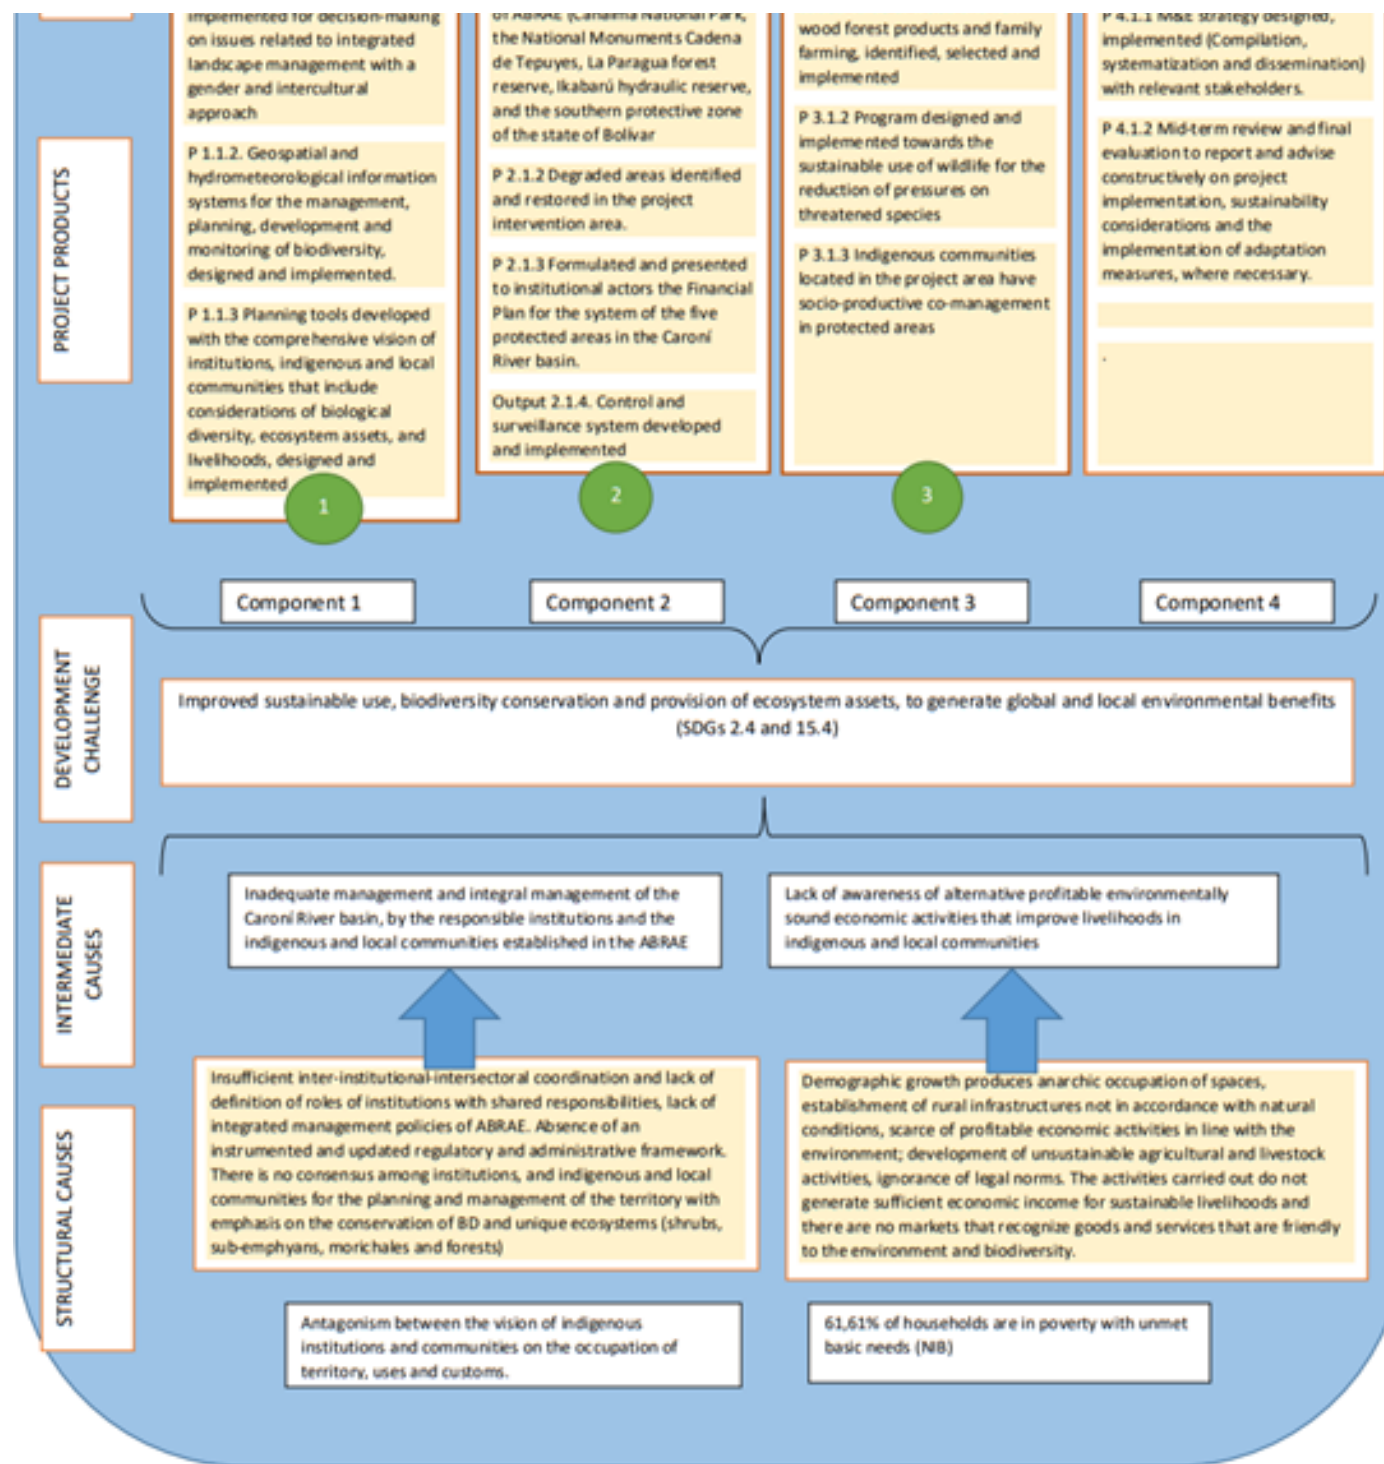 implemented for decision-making
on issues related to integrated
landscape management with a
gender and intercultural
approach
P 1.1.2. Geospatial and
hydrometeorological information
systems for the management,
planning, development and
monitoring of biodiversity,
designed and implemented.
P 1.1.3 Planning tools developed
with the comprehensive vision of
institutions, indigenous and local
communities that include
considerations of biological
diversity, ecosystem assets, and
livelihoods, designed and
implemented
1
of ABRAE (Canaima National Park,
the National Monuments Cadena
de Tepuyes, La Paragua forest
reserve, Ikabarú hydraulic reserve,
and the southern protective zone
of the state of Bolívar
P 2.1.2 Degraded areas identified
and restored in the project
intervention area.
P 2.1.3 Formulated and presented
to institutional actors the Financial
Plan for the system of the five
protected areas in the Caroní
River basin.
Output 2.1.4. Control and
surveillance system developed
and implemented
2
wood forest products and family
farming, identified, selected and
implemented
P 3.1.2 Program designed and
implemented towards the
sustainable use of wildlife for the
reduction of pressures on
threatened species
P 3.1.3 Indigenous communities
located in the project area have
socio-productive co-management
in protected areas
3
P 4.1.1 M&E strategy designed,
implemented (Compilation,
systematization and dissemination)
with relevant stakeholders.
P 4.1.2 Mid-term review and final
evaluation to report and advise
constructively on project
implementation, sustainability
considerations and the
implementation of adaptation
measures, where necessary.
.
PROJECT PRODUCTS
Component 1
Component 2
Component 3
Component 4
DEVELOPMENT
CHALLENGE
Improved sustainable use, biodiversity conservation and provision of ecosystem assets, to generate global and local environmental benefits
(SDGs 2.4 and 15.4)
INTERMEDIATE
CAUSES
Inadequate management and integral management of the
Caroní River basin, by the responsible institutions and the
indigenous and local communities established in the ABRAE
Lack of awareness of alternative profitable environmentally
sound economic activities that improve livelihoods in
indigenous and local communities
STRUCTURAL CAUSES
Insufficient inter-institutional-intersectoral coordination and lack of
definition of roles of institutions with shared responsibilities, lack of
integrated management policies of ABRAE. Absence of an
instrumented and updated regulatory and administrative framework.
There is no consensus among institutions, and indigenous and local
communities for the planning and management of the territory with
emphasis on the conservation of BD and unique ecosystems (shrubs,
sub-emphyans, morichales and forests)
Demographic growth produces anarchic occupation of spaces,
establishment of rural infrastructures not in accordance with natural
conditions, scarce of profitable economic activities in line with the
environment; development of unsustainable agricultural and livestock
activities, ignorance of legal norms. The activities carried out do not
generate sufficient economic income for sustainable livelihoods and
there are no markets that recognize goods and services that are friendly
to the environment and biodiversity.
Antagonism between the vision of indigenous
institutions and communities on the occupation of
territory, uses and customs.
61,61% of households are in poverty with unmet
basic needs (NIB)